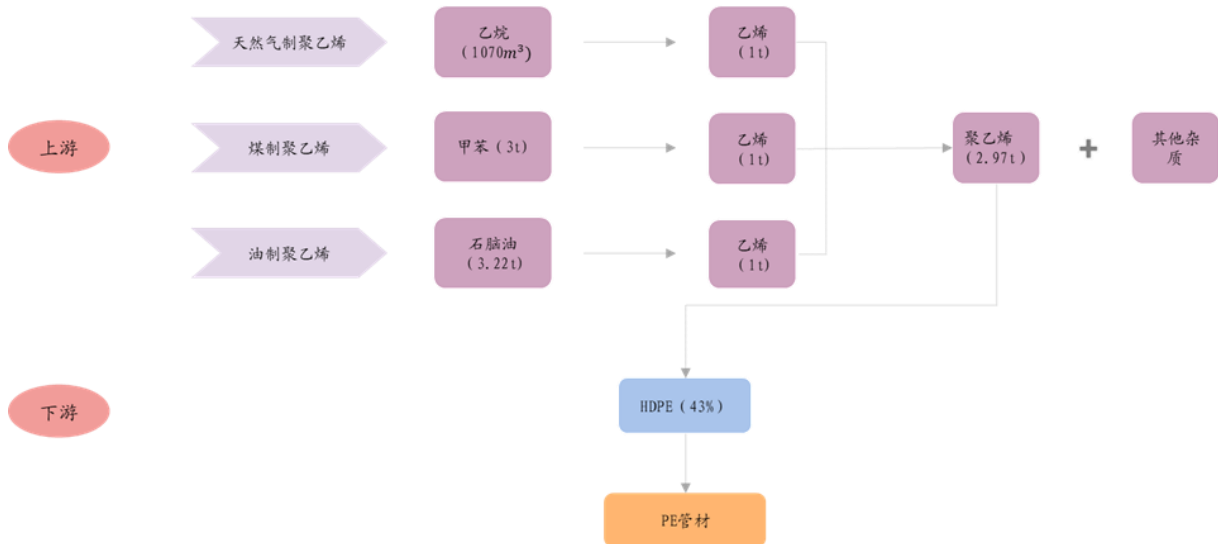 天然气制聚乙烯
乙烷
(1070m³)
乙烯
(1t)
上游
煤制聚乙烯
甲苯(3t)
乙烯
(1t)
聚乙烯
(2.97t)
+
其他杂
质
油制聚乙烯
石脑油
(3.22t)
乙烯
(1t)
下游
HDPE(43%)
PE管材